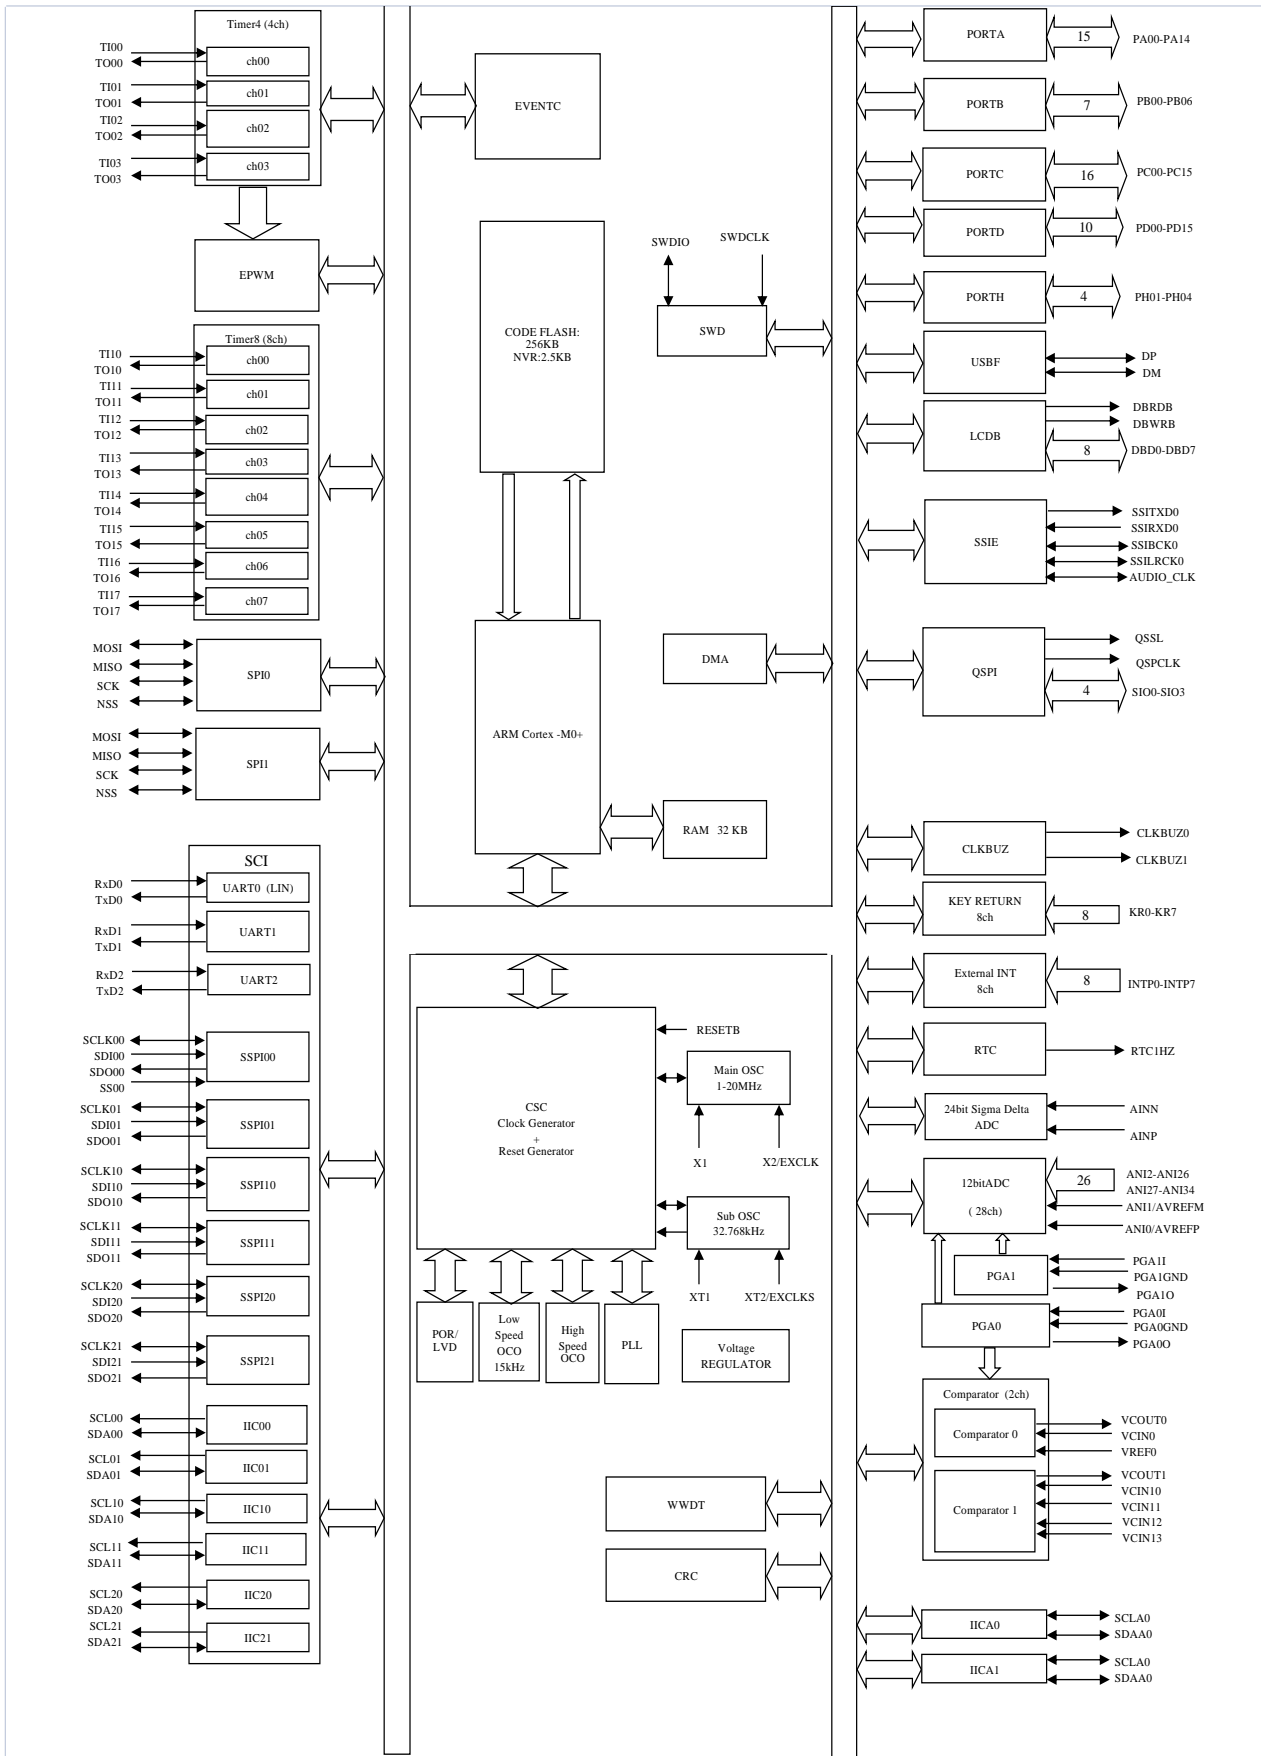 Timer4 (4ch)
TI00
TO00
ch00
TI01
TO01
ch01
TI02
TO02
ch02
TI03
TO03
ch03
EPWM
Timer8 (8ch)
TI10
TO10
ch00
TI11
TO11
ch01
TI12
TO12
ch02
TI13
TO13
ch03
TI14
TO14
ch04
TI15
TO15
ch05
TI16
TO16
ch06
TI17
TO17
ch07
MOSI
MISO
SCK
NSS
SPI0
MOSI
MISO
SCK
NSS
SPI1
SCI
RxD0
TxD0
UART0 (LIN)
RxD1
TxD1
UART1
RxD2
TxD2
UART2
SCLK00
SDI00
SDO00
SS00
SSPI00
SCLK01
SDI01
SDO01
SSPI01
SCLK10
SDI10
SDO10
SSPI10
SCLK11
SDI11
SDO11
SSPI11
SCLK20
SDI20
SDO20
SSPI20
SCLK21
SDI21
SDO21
SSPI21
SCL00
SDA00
IIC00
SCL01
SDA01
IIC01
SCL10
SDA10
IIC10
SCL11
SDA11
IIC11
SCL20
SDA20
IIC20
SCL21
SDA21
IIC21
EVENTC
CODE FLASH:
256KB
NVR:2.5KB
SWDIO
SWDCLK
SWD
DMA
ARM Cortex -M0+
RAM 32 KB
CSC
Clock Generator
+
Reset Generator
RESETB
Main OSC
1-20MHz
X1
X2/EXCLK
Sub OSC
32.768kHz
XT1
XT2/EXCLKS
POR/
LVD
Low
Speed
OCO
15kHz
High
Speed
OCO
PLL
Voltage
REGULATOR
WWDT
CRC
PORTA
15
PA00-PA14
PORTB
7
PB00-PB06
PORTC
16
PC00-PC15
PORTD
10
PD00-PD15
PORTH
4
PH01-PH04
USBF
DP
DM
LCDB
DBRDB
DBWRB
8
DBD0-DBD7
SSIE
SSITXD0
SSIRXD0
SSIBCK0
SSILRCK0
AUDIO_CLK
QSPI
QSSL
QSPCLK
4
SIO0-SIO3
CLKBUZ
CLKBUZ0
CLKBUZ1
KEY RETURN
8ch
8
KR0-KR7
External INT
8ch
8
INTP0-INTP7
RTC
RTC1HZ
24bit Sigma Delta
ADC
AINN
AINP
12bitADC
( 28ch)
26
ANI2-ANI26
ANI27-ANI34
ANI1/AVREFM
ANI0/AVREFP
PGA1
PGA1I
PGA1GND
PGA1O
PGA0
PGA0I
PGA0GND
PGA0O
Comparator (2ch)
Comparator 0
VCOUT0
VCIN0
VREF0
Comparator 1
VCOUT1
VCIN10
VCIN11
VCIN12
VCIN13
IICA0
SCLA0
SDAA0
IICA1
SCLA0
SDAA0